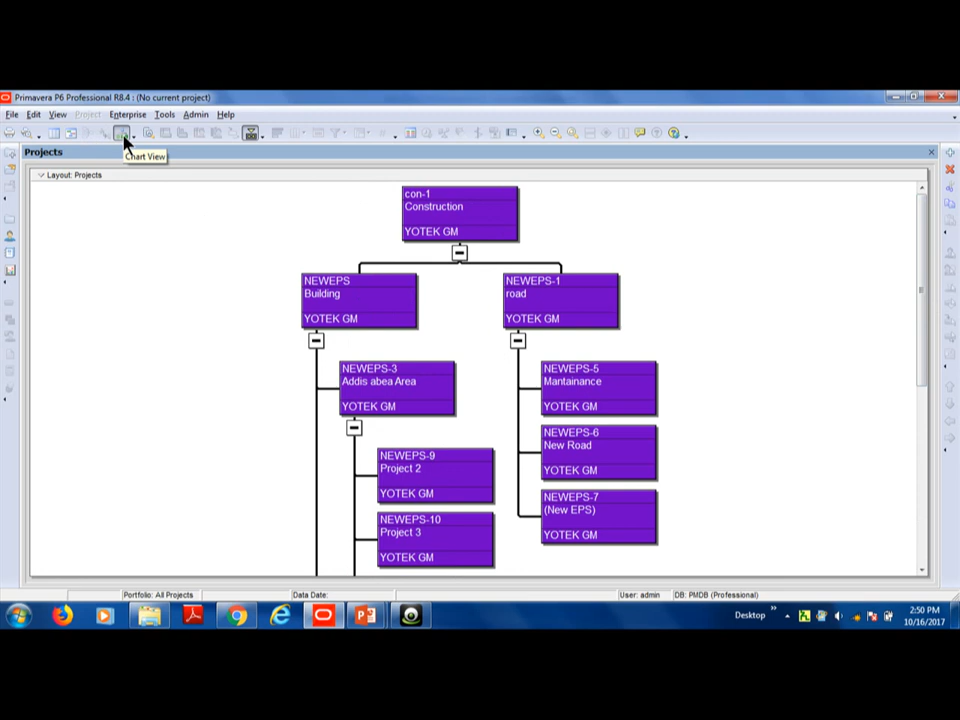 Primavera P6 Professional R8.4 : (No current project)
File Edit View Project Enterprise Tools Admin Help
Chart View
Projects
Layout: Projects
con-1
Construction
YOTEK GM
NEWEPS
Building
YOTEK GM
NEWEPS-1
road
YOTEK GM
NEWEPS-3
Addis abea Area
YOTEK GM
NEWEPS-5
Mantainance
YOTEK GM
NEWEPS-6
New Road
YOTEK GM
NEWEPS-9
Project 2
YOTEK GM
NEWEPS-7
(New EPS)
YOTEK GM
NEWEPS-10
Project 3
YOTEK GM
Portfolio: All Projects Data Date: User: admin DB: PMDB (Professional)
Desktop
2:50 PM
10/16/2017